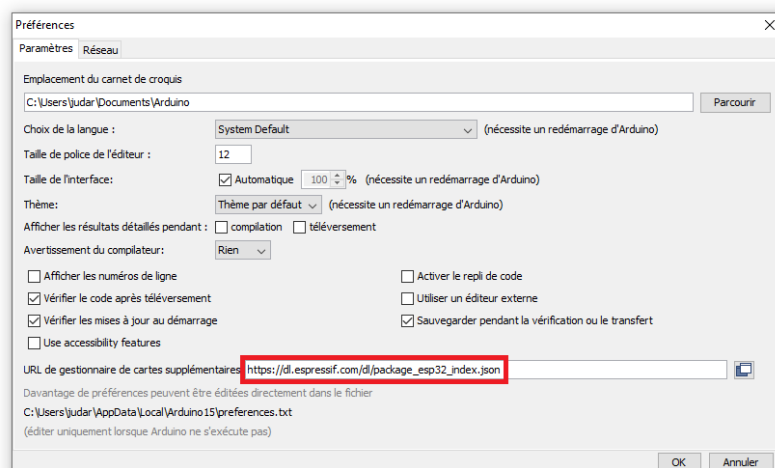 Préférences
Paramètres Réseau
Emplacement du carnet de croquis
C:\Users\judar\Documents\Arduino Parcourir
Choix de la langue : System Default (nécessite un redémarrage d'Arduino)
Taille de police de l'éditeur : 12
Taille de l'interface: Automatique 100 % (nécessite un redémarrage d'Arduino)
Thème: Thème par défaut (nécessite un redémarrage d'Arduino)
Afficher les résultats détaillés pendant : compilation téléversement
Avertissement du compilateur: Rien
Afficher les numéros de ligne Activer le repli de code
Vérifier le code après téléversement Utiliser un éditeur externe
Vérifier les mises à jour au démarrage Sauvegarder pendant la vérification ou le transfert
Use accessibility features
URL de gestionnaire de cartes supplémentaires https://dl.espressif.com/dl/package_esp32_index.json
Davantage de préférences peuvent être éditées directement dans le fichier
C:\Users\judar\AppData\Local\Arduino15\preferences.txt
(éditer uniquement lorsque Arduino ne s'exécute pas)
OK Annuler